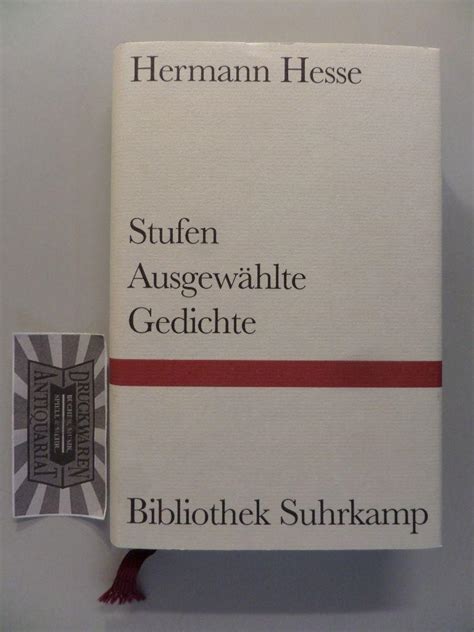 Hermann Hesse
Stufen
Ausgewählte
Gedichte
Bibliothek Suhrkamp
DRUCKWAREN
ANTIQUARIAT